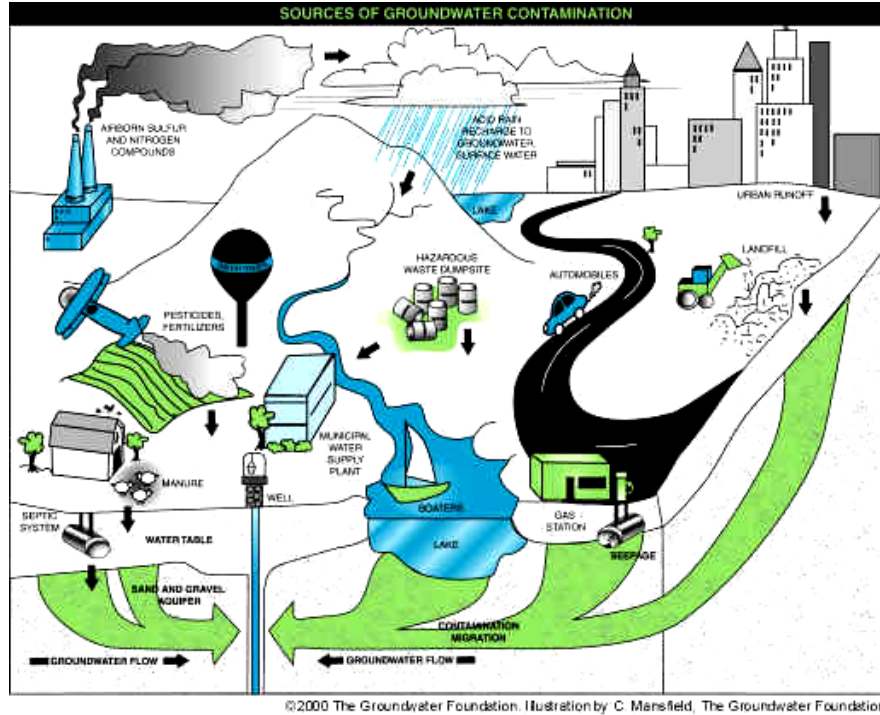 SOURCES OF GROUNDWATER CONTAMINATION
AIRBORN SULFUR
AND NITROGEN
COMPOUNDS
ACID RAIN
RECHARGE TO
GROUNDWATER,
SURFACE WATER
LAKE
URBAN RUNOFF
HAZARDOUS
WASTE DUMPSITE
AUTOMOBILES
LANDFILL
PESTICIDES,
FERTILIZERS
MUNICIPAL
WATER
SUPPLY
PLANT
MANURE
WELL
BOATERS
GAS
STATION
SEPTIC
SYSTEM
WATER TABLE
LAKE
SEEPAGE
SAND AND GRAVEL
AQUIFER
CONTAMINATION
MIGRATION
GROUNDWATER FLOW
GROUNDWATER FLOW
©2000 The Groundwater Foundation. Illustration by C. Mansfield, The Groundwater Foundation